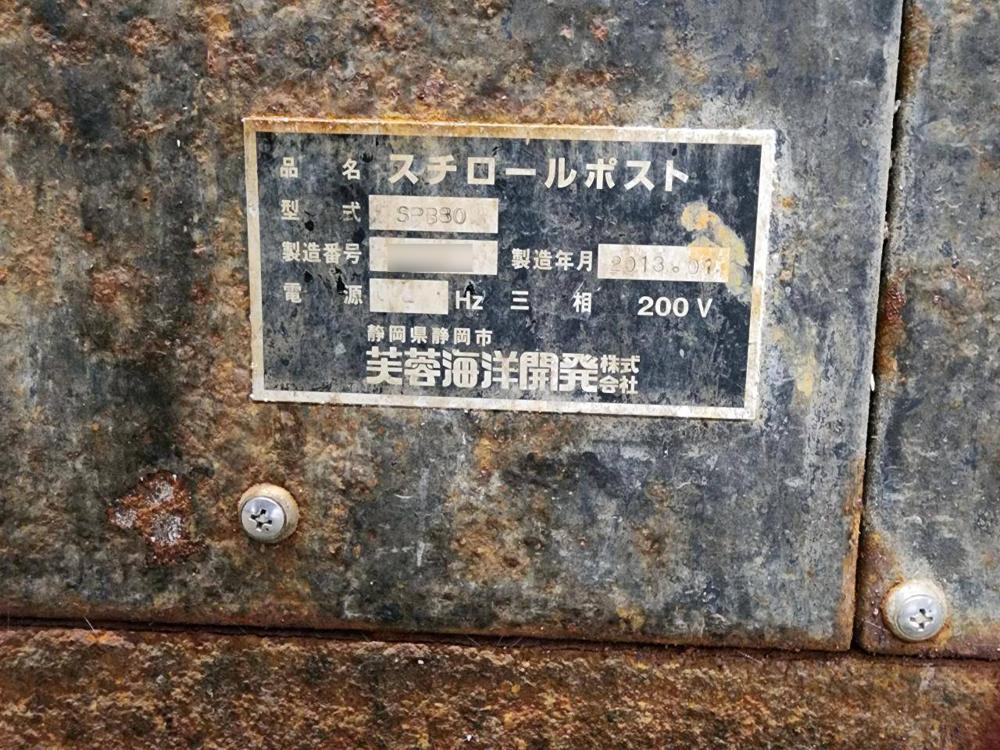 品名 スチロールポスト
型式 SPB80
製造番号 製造年月 2013.07
電源 Hz 三相 200V
静岡県静岡市
芙蓉海洋開発株式会社